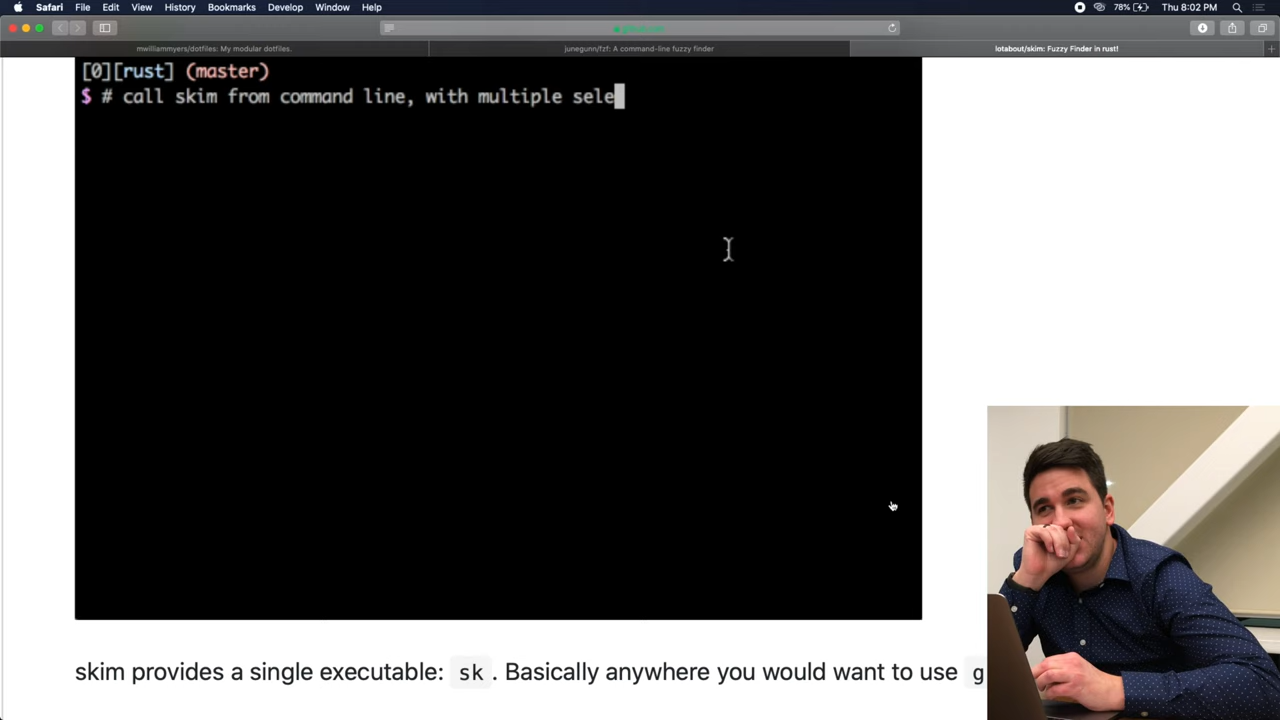 Safari File Edit View History Bookmarks Develop Window Help 78% Thu 8:02 PM
mwilliammyers/dotfiles: My modular dotfiles. junegunn/fzf: A command-line fuzzy finder lotabout/skim: Fuzzy Finder in rust!
[0][rust] (master)
$ # call skim from command line, with multiple sele
skim provides a single executable: sk . Basically anywhere you would want to use g